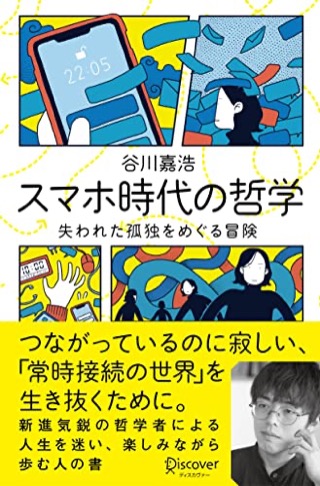 22:05
谷川嘉浩
スマホ時代の哲学
失われた孤独をめぐる冒険
つながっているのに寂しい、
「常時接続の世界」を
生き抜くために。
新進気鋭の哲学者による
人生を迷い、楽しみながら
歩む人の書
Discover
ディスカヴァー